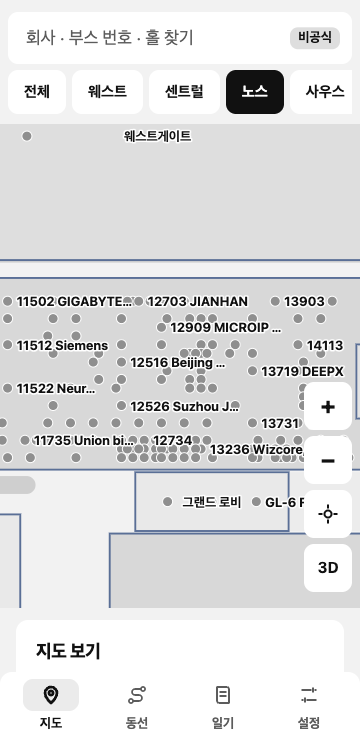 회사 · 부스 번호 · 홀 찾기
비공식
전체
웨스트
센트럴
노스
사우스
웨스트게이트
11502 GIGABYTE...
12703 JIANHAN
13903
12909 MICROIP ...
11512 Siemens
14113
12516 Beijing ...
13719 DEEPX
11522 Neur...
12526 Suzhou J...
13731
11735 Union bi...
12734
13236 Wizcore
그랜드 로비
GL-6 F
+
−
3D
지도 보기
지도
동선
일기
설정